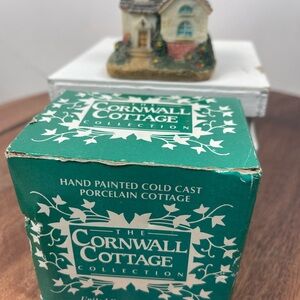 THE
CORNWALL
COTTAGE
COLLECTION
HAND PAINTED COLD CAST
PORCELAIN COTTAGE
THE
CORNWALL
COTTAGE
COLLECTION